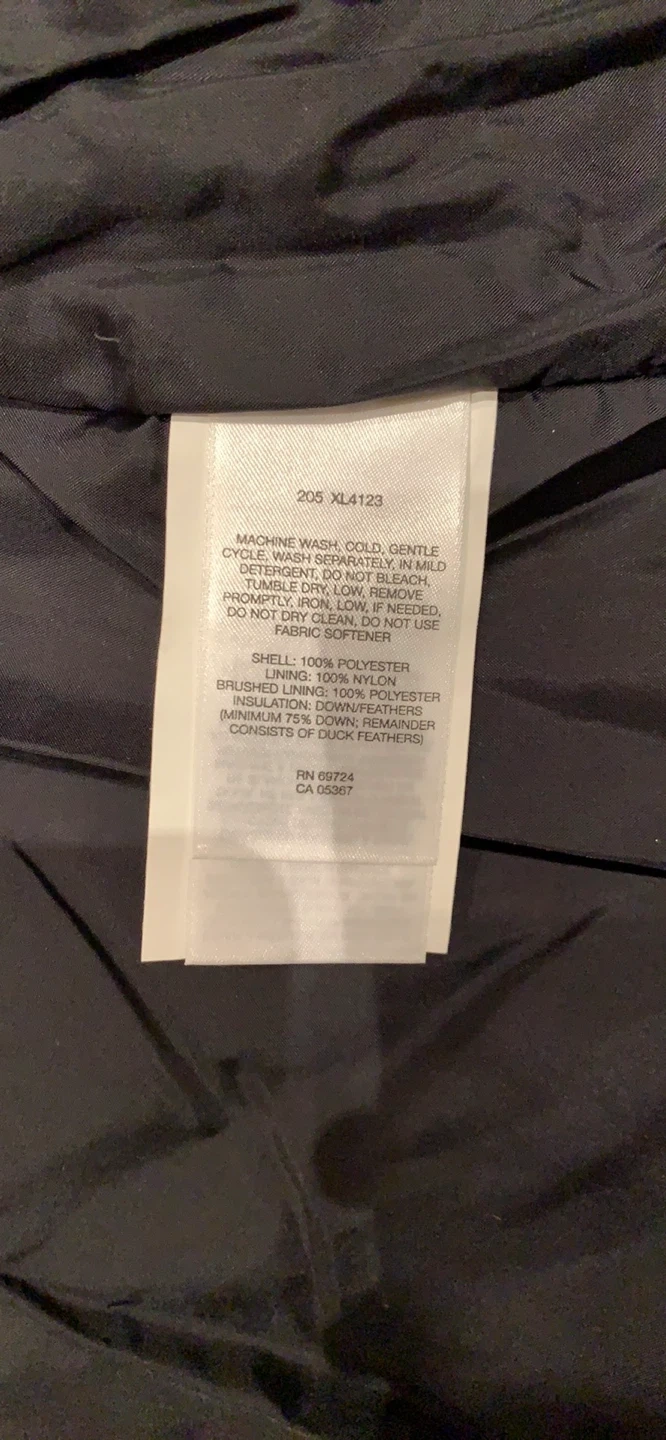 205 XL4123
MACHINE WASH, COLD, GENTLE
CYCLE, WASH SEPARATELY, IN MILD
DETERGENT, DO NOT BLEACH,
TUMBLE DRY, LOW, REMOVE
PROMPTLY, IRON, LOW, IF NEEDED,
DO NOT DRY CLEAN, DO NOT USE
FABRIC SOFTENER
SHELL: 100% POLYESTER
LINING: 100% NYLON
BRUSHED LINING: 100% POLYESTER
INSULATION: DOWN/FEATHERS
(MINIMUM 75% DOWN; REMAINDER
CONSISTS OF DUCK FEATHERS)
RN 69724
CA 05367